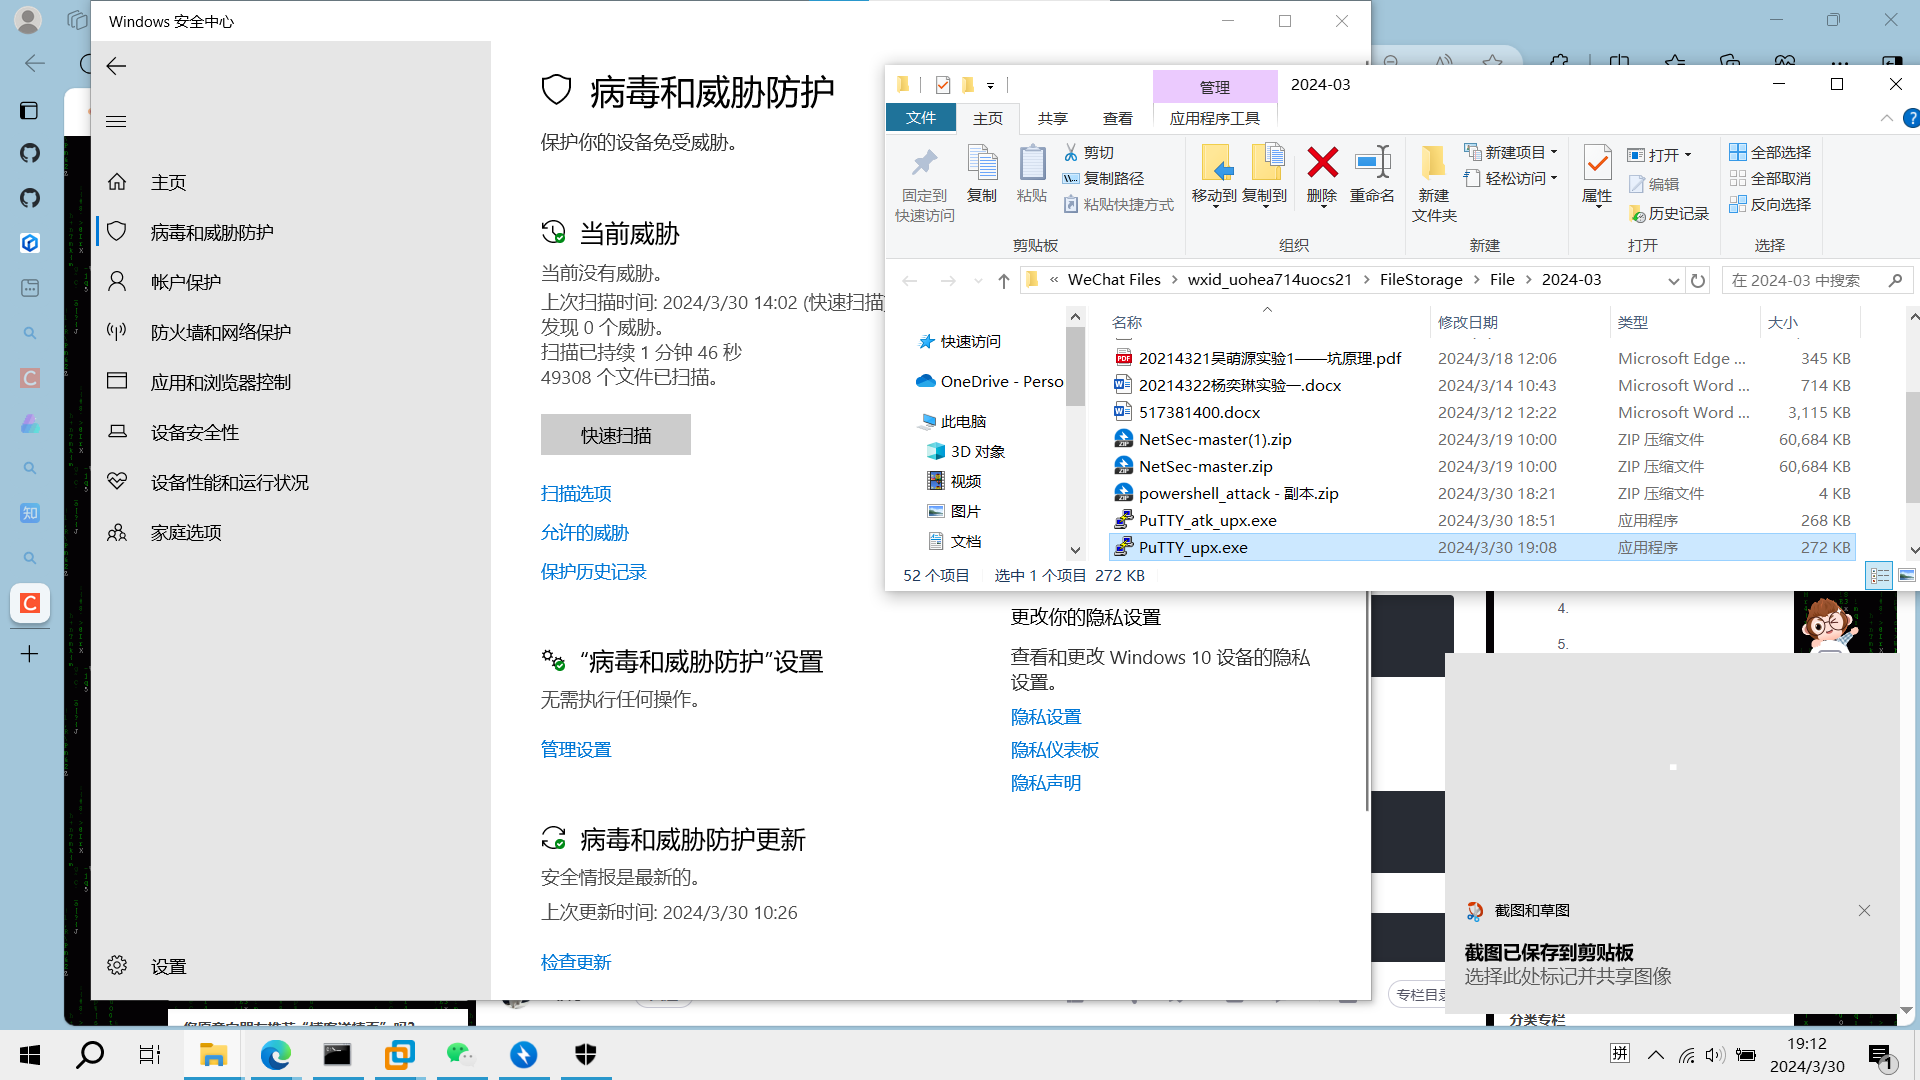 Windows 安全中心
主页
病毒和威胁防护
帐户保护
防火墙和网络保护
应用和浏览器控制
设备安全性
设备性能和运行状况
家庭选项
设置
病毒和威胁防护
保护你的设备免受威胁。
当前威胁
当前没有威胁。
上次扫描时间: 2024/3/30 14:02 (快速扫描)
发现 0 个威胁。
扫描已持续 1 分钟 46 秒
49308 个文件已扫描。
快速扫描
扫描选项
允许的威胁
保护历史记录
“病毒和威胁防护”设置
无需执行任何操作。
管理设置
病毒和威胁防护更新
安全情报是最新的。
上次更新时间: 2024/3/30 10:26
检查更新
更改你的隐私设置
查看和更改 Windows 10 设备的隐私
设置。
隐私设置
隐私仪表板
隐私声明
管理
2024-03
文件 主页 共享 查看 应用程序工具
固定到
快速访问
复制
粘贴
剪切
复制路径
粘贴快捷方式
剪贴板
移动到 复制到 删除 重命名
组织
新建
文件夹
新建项目
轻松访问
新建
属性
打开
编辑
历史记录
打开
全部选择
全部取消
反向选择
选择
« WeChat Files › wxid_uohea714uocs21 › FileStorage › File › 2024-03
在 2024-03 中搜索
快速访问
OneDrive - Perso
此电脑
3D 对象
视频
图片
文档
名称 修改日期 类型 大小
20214321吴萌源实验1——坑原理.pdf 2024/3/18 12:06 Microsoft Edge ... 345 KB
20214322杨奕琳实验一.docx 2024/3/14 10:43 Microsoft Word ... 714 KB
517381400.docx 2024/3/12 12:22 Microsoft Word ... 3,115 KB
NetSec-master(1).zip 2024/3/19 10:00 ZIP 压缩文件 60,684 KB
NetSec-master.zip 2024/3/19 10:00 ZIP 压缩文件 60,684 KB
powershell_attack - 副本.zip 2024/3/30 18:21 ZIP 压缩文件 4 KB
PuTTY_atk_upx.exe 2024/3/30 18:51 应用程序 268 KB
PuTTY_upx.exe 2024/3/30 19:08 应用程序 272 KB
52 个项目 选中 1 个项目 272 KB
4.
5.
截图和草图
截图已保存到剪贴板
选择此处标记并共享图像
专栏目录
分类专栏
拼
19:12
2024/3/30
1